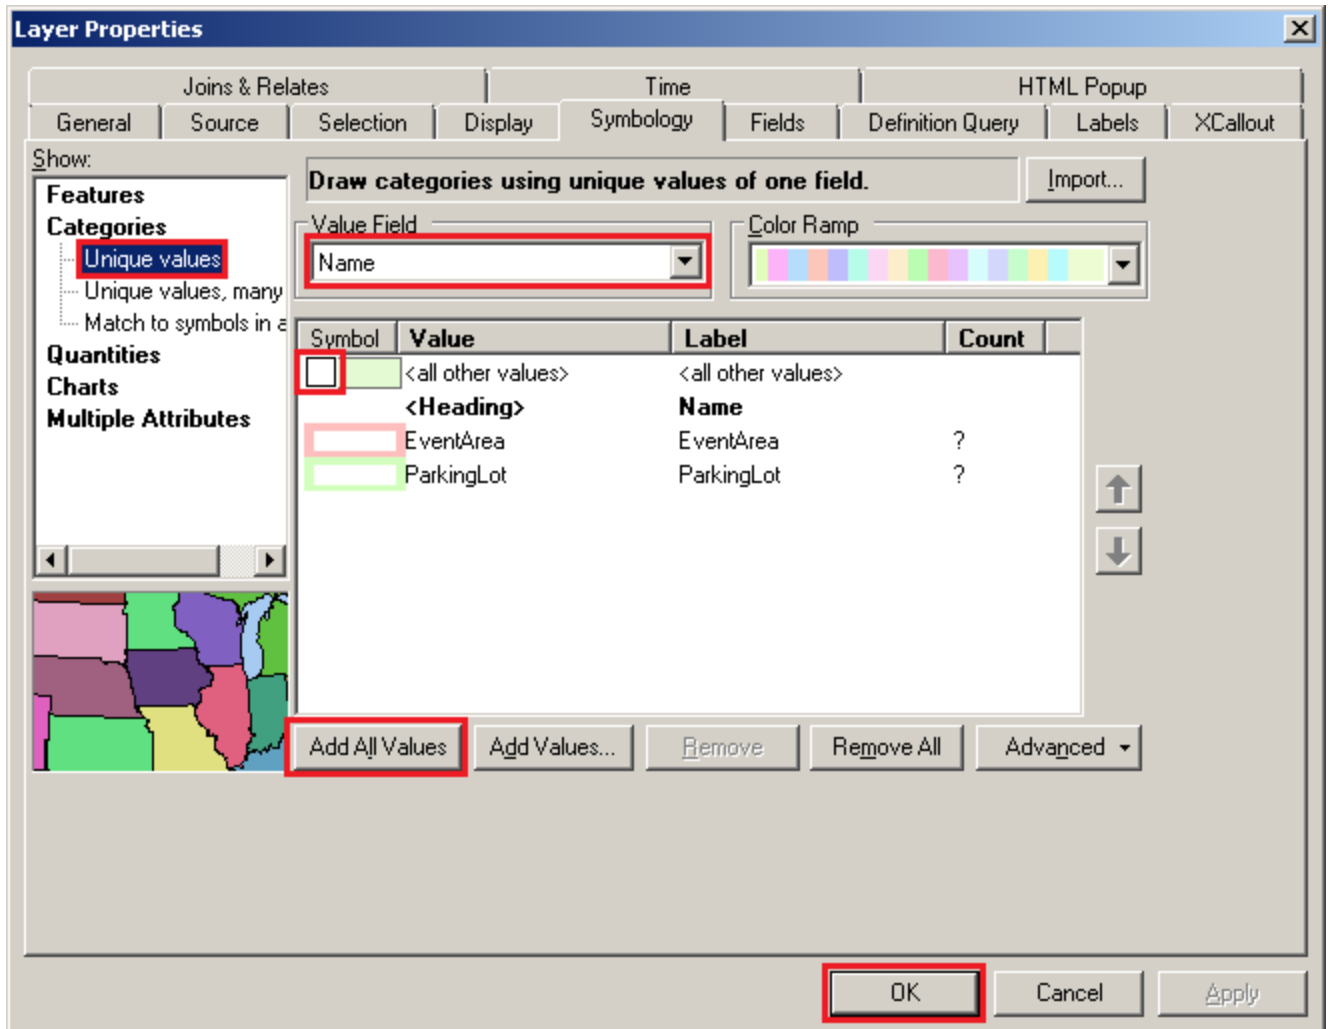 Layer Properties
Joins & Relates Time HTML Popup
General Source Selection Display Symbology Fields Definition Query Labels XCallout
Show:
Draw categories using unique values of one field.
Import...
Features
Categories
Unique values
Unique values, many
Match to symbols in a
Quantities
Charts
Multiple Attributes
Value Field
Name
Color Ramp
Symbol Value Label Count
<all other values> <all other values>
<Heading> Name
EventArea EventArea ?
ParkingLot ParkingLot ?
Add All Values Add Values... Remove Remove All Advanced
OK Cancel Apply